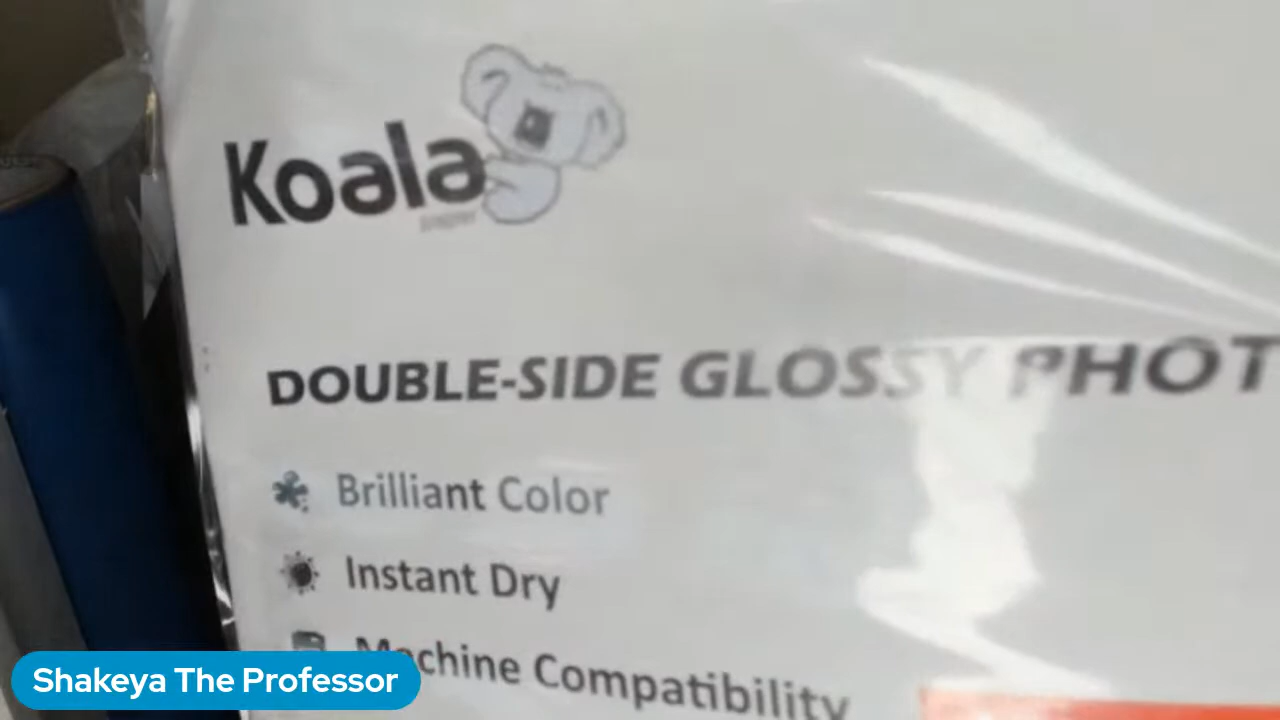 Koala
DOUBLE-SIDE GLOSSY PHOT
Brilliant Color
Instant Dry
Machine Compatibility
Shakeya The Professor